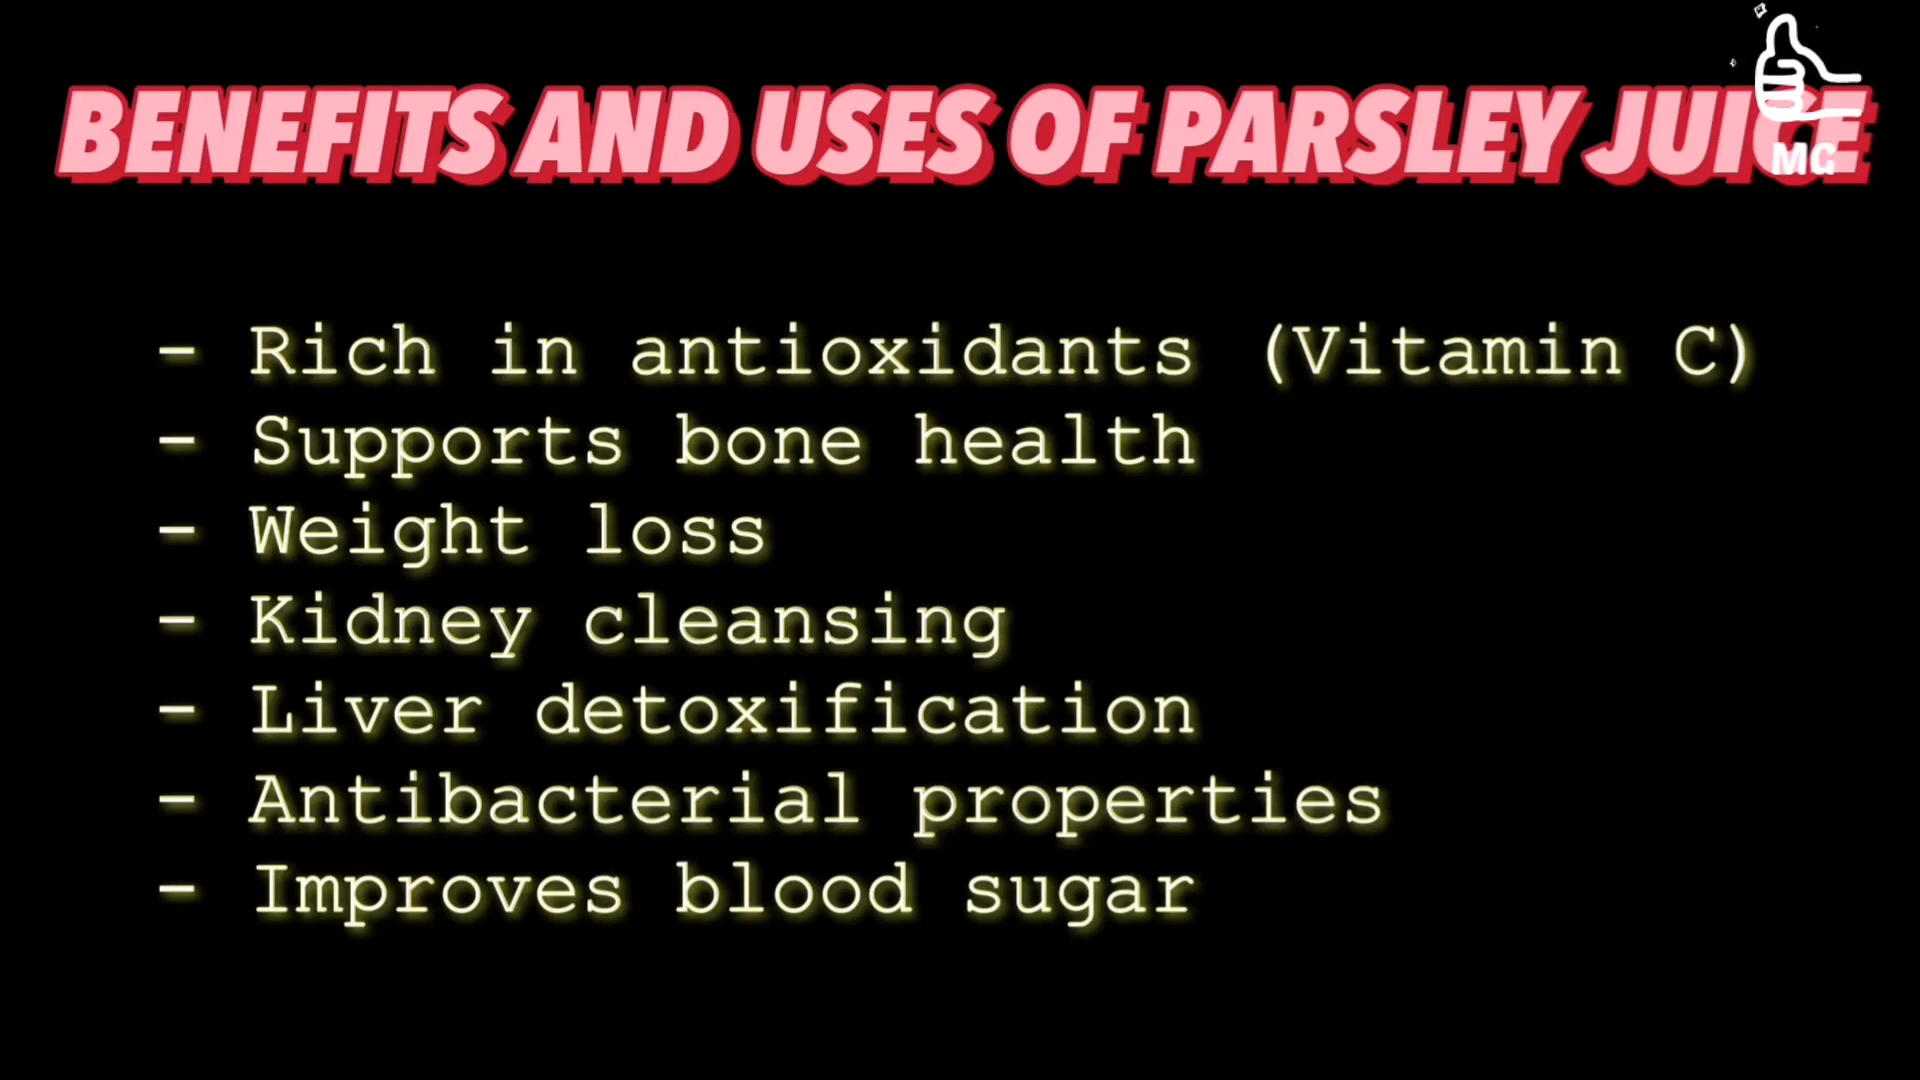 BENEFITS AND USES OF PARSLEY JUICE
MG
- Rich in antioxidants (Vitamin C)
- Supports bone health
- Weight loss
- Kidney cleansing
- Liver detoxification
- Antibacterial properties
- Improves blood sugar